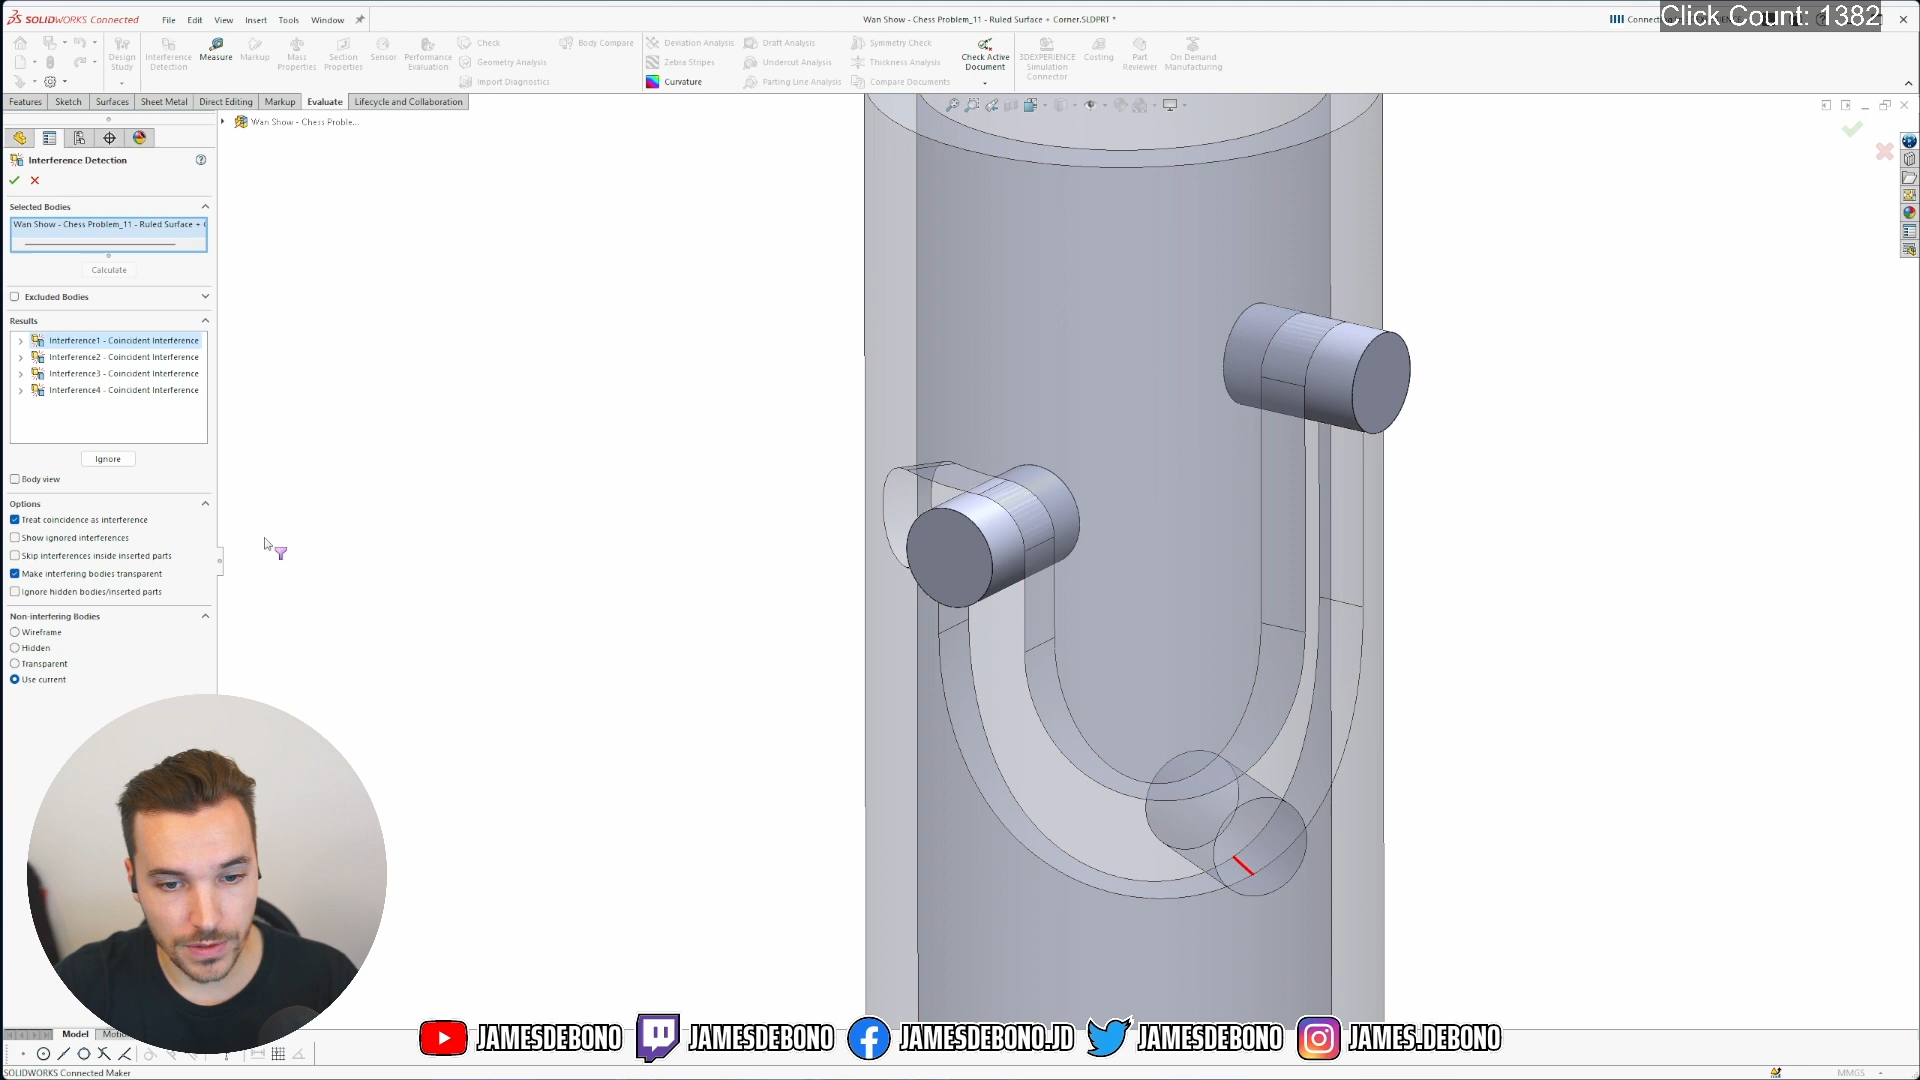 SOLIDWORKS Connected
File Edit View Insert Tools Window
Wan Show - Chess Problem_11 - Ruled Surface + Corner.SLDPRT *
Click Count: 1382
Design Study
Interference Detection
Measure
Markup
Mass Properties
Section Properties
Sensor
Performance Evaluation
Check
Geometry Analysis
Import Diagnostics
Body Compare
Deviation Analysis
Zebra Stripes
Curvature
Draft Analysis
Undercut Analysis
Parting Line Analysis
Symmetry Check
Thickness Analysis
Compare Documents
Check Active Document
3DEXPERIENCE Simulation Connector
Costing
Part Reviewer
On Demand Manufacturing
Features Sketch Surfaces Sheet Metal Direct Editing Markup Evaluate Lifecycle and Collaboration
Wan Show - Chess Proble...
Interference Detection
Selected Bodies
Wan Show - Chess Problem_11 - Ruled Surface +
Calculate
Excluded Bodies
Results
Interference1 - Coincident Interference
Interference2 - Coincident Interference
Interference3 - Coincident Interference
Interference4 - Coincident Interference
Ignore
Body view
Options
Treat coincidence as interference
Show ignored interferences
Skip interferences inside inserted parts
Make interfering bodies transparent
Ignore hidden bodies/inserted parts
Non-interfering Bodies
Wireframe
Hidden
Transparent
Use current
Model
JAMESDEBONO JAMESDEBONO JAMESDEBONO.JD JAMESDEBONO JAMES.DEBONO
SOLIDWORKS Connected Maker
MMGS